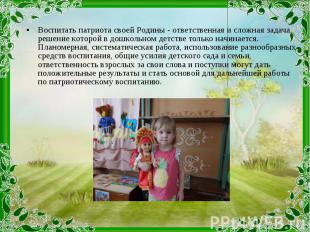 • Воспитать патриота своей Родины - ответственная и сложная задача,
решение которой в дошкольном детстве только начинается.
Планомерная, систематическая работа, использование разнообразных
средств воспитания, общие усилия детского сада и семьи,
ответственность взрослых за свои слова и поступки могут дать
положительные результаты и стать основой для дальнейшей работы
по патриотическому воспитанию.
PPt4WEB.ru